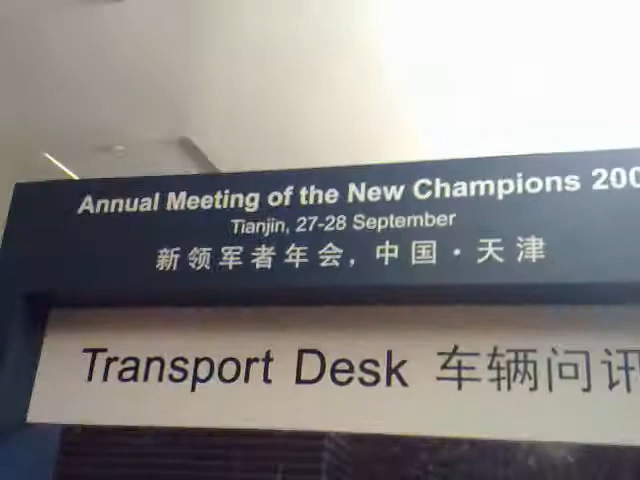 Annual Meeting of the New Champions 200
Tianjin, 27-28 September
新领军者年会，中国·天津
Transport Desk 车辆问讯